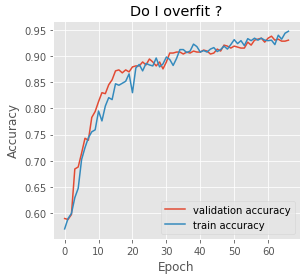 Do I overfit ?
0.95
0.90
0.85
0.80
0.75
0.70
0.65
0.60
Accuracy
validation accuracy
train accuracy
0 10 20 30 40 50 60
Epoch